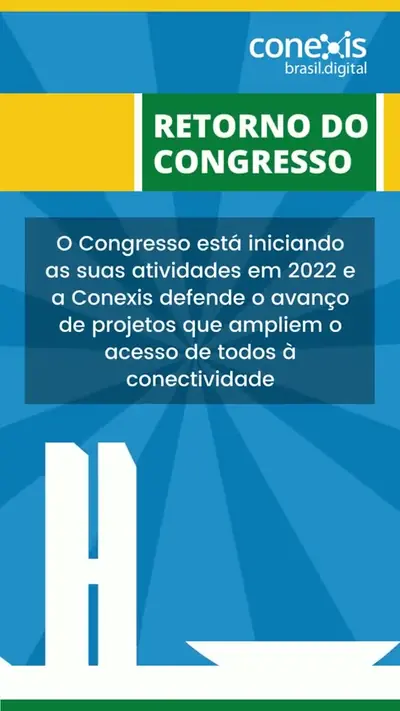 conexis
brasil.digital
RETORNO DO
CONGRESSO
O Congresso está iniciando
as suas atividades em 2022 e
a Conexis defende o avanço
de projetos que ampliem o
acesso de todos à
conectividade